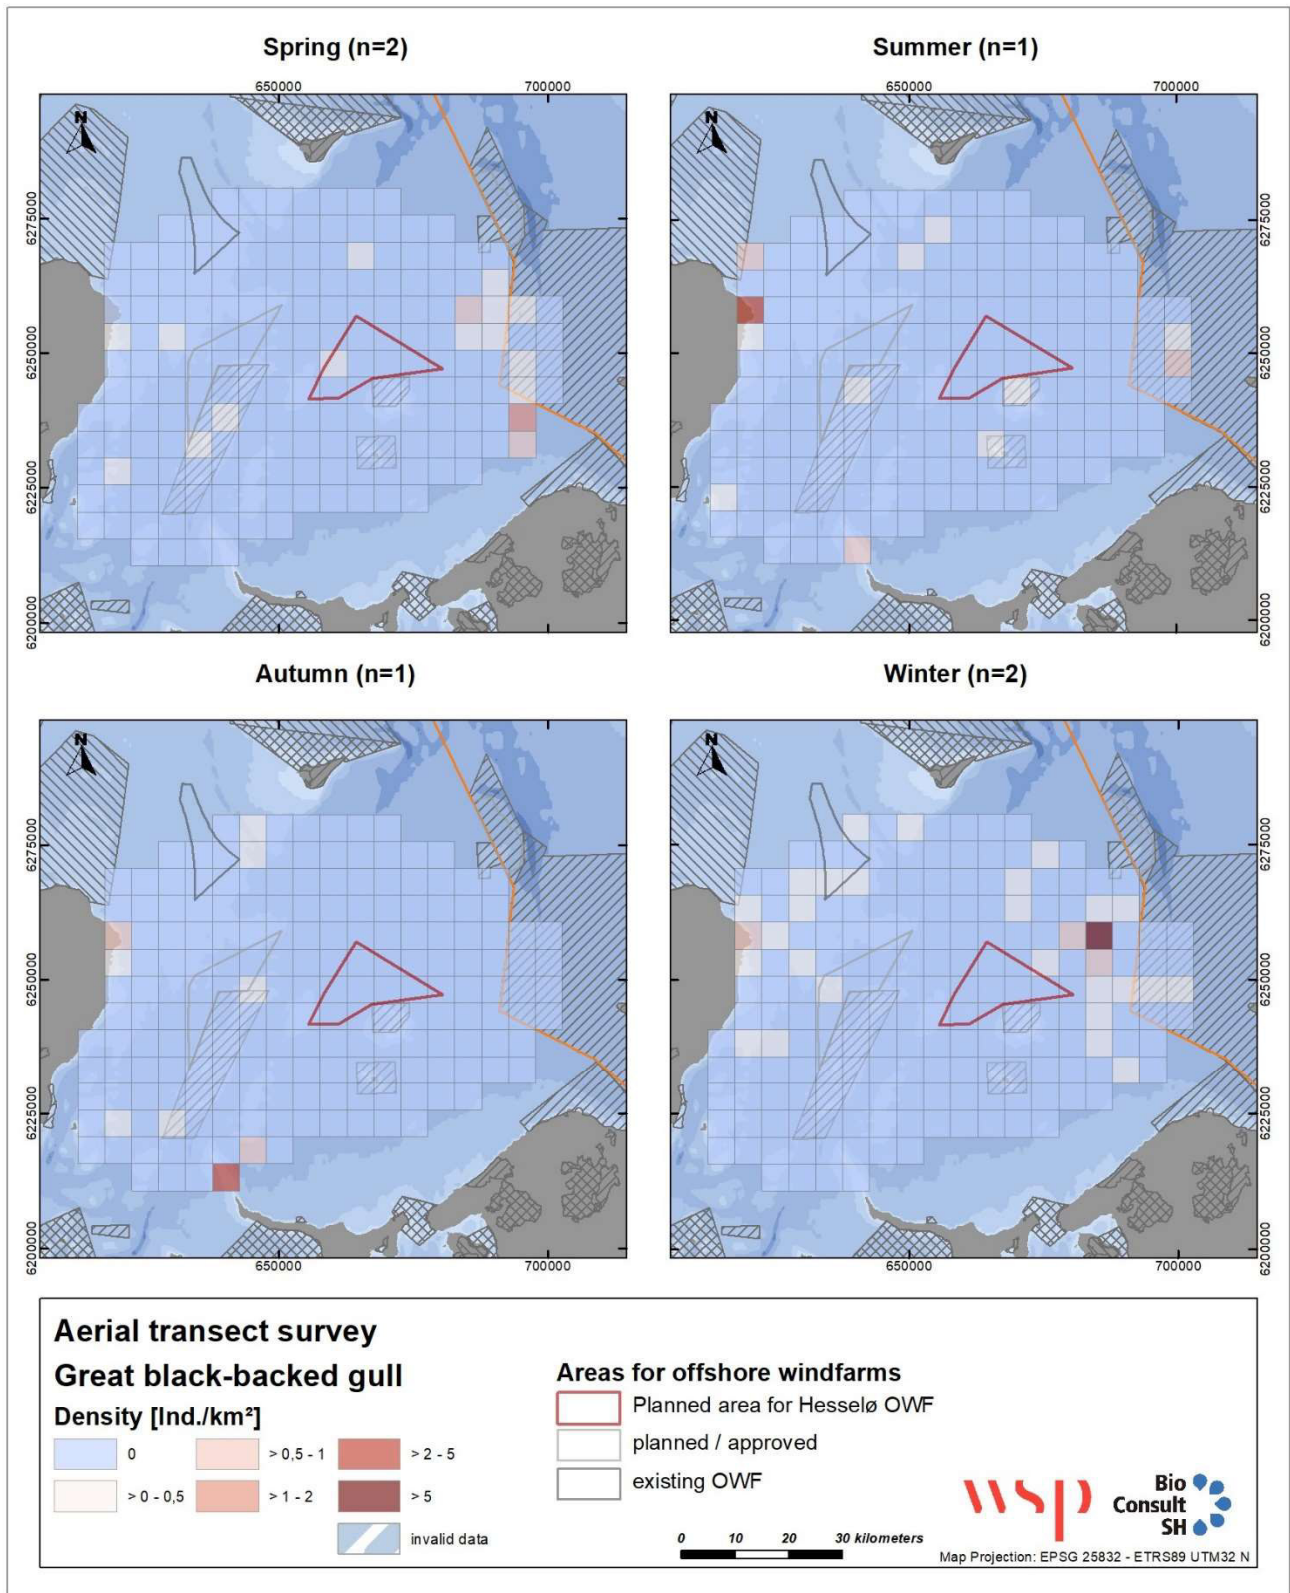 Spring (n=2)
Summer (n=1)
650000
700000
650000
700000
N
N
6275000
6275000
6250000
6250000
6225000
6225000
6200000
6200000
Autumn (n=1)
Winter (n=2)
N
N
6275000
6275000
6250000
6250000
6225000
6225000
6200000
6200000
650000
700000
650000
700000
Aerial transect survey
Great black-backed gull
Density [Ind./km²]
0
> 0,5 - 1
> 2 - 5
> 0 - 0,5
> 1 - 2
> 5
invalid data
Areas for offshore windfarms
Planned area for Hesselø OWF
planned / approved
existing OWF
0 10 20 30 kilometers
wsp
Bio
Consult
SH
Map Projection: EPSG 25832 - ETRS89 UTM32 N